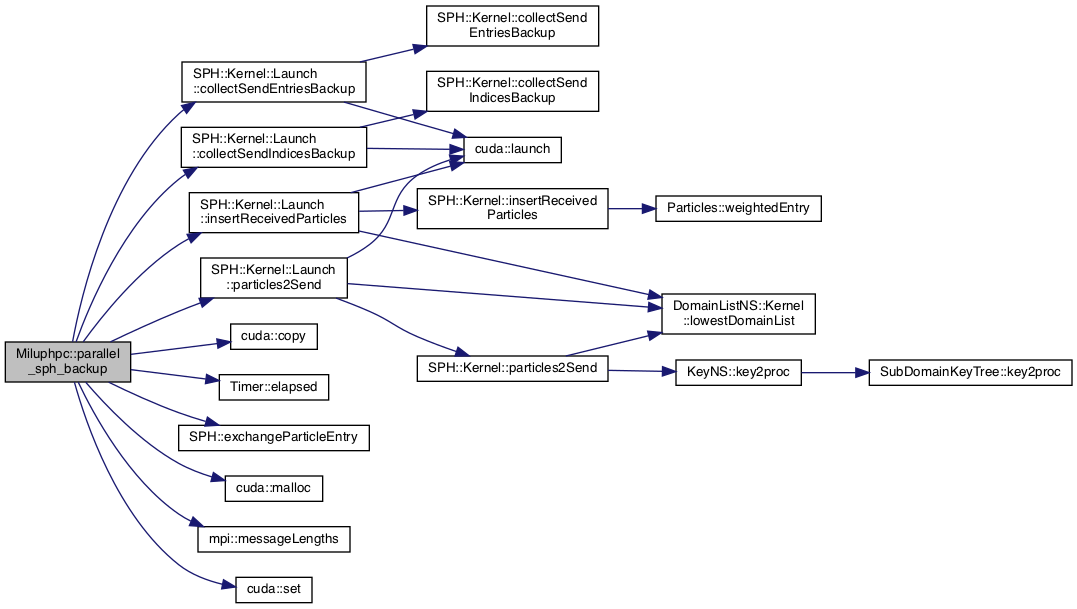 SPH::Kernel::collectSend
EntriesBackup
SPH::Kernel::Launch
::collectSendEntriesBackup
SPH::Kernel::collectSend
IndicesBackup
SPH::Kernel::Launch
::collectSendIndicesBackup
cuda::launch
SPH::Kernel::Launch
::insertReceivedParticles
SPH::Kernel::insertReceived
Particles
Particles::weightedEntry
SPH::Kernel::Launch
::particles2Send
DomainListNS::Kernel
::lowestDomainList
cuda::copy
Miluphpc::parallel
_sph_backup
SPH::Kernel::particles2Send
KeyNS::key2proc
SubDomainKeyTree::key2proc
Timer::elapsed
SPH::exchangeParticleEntry
cuda::malloc
mpi::messageLengths
cuda::set